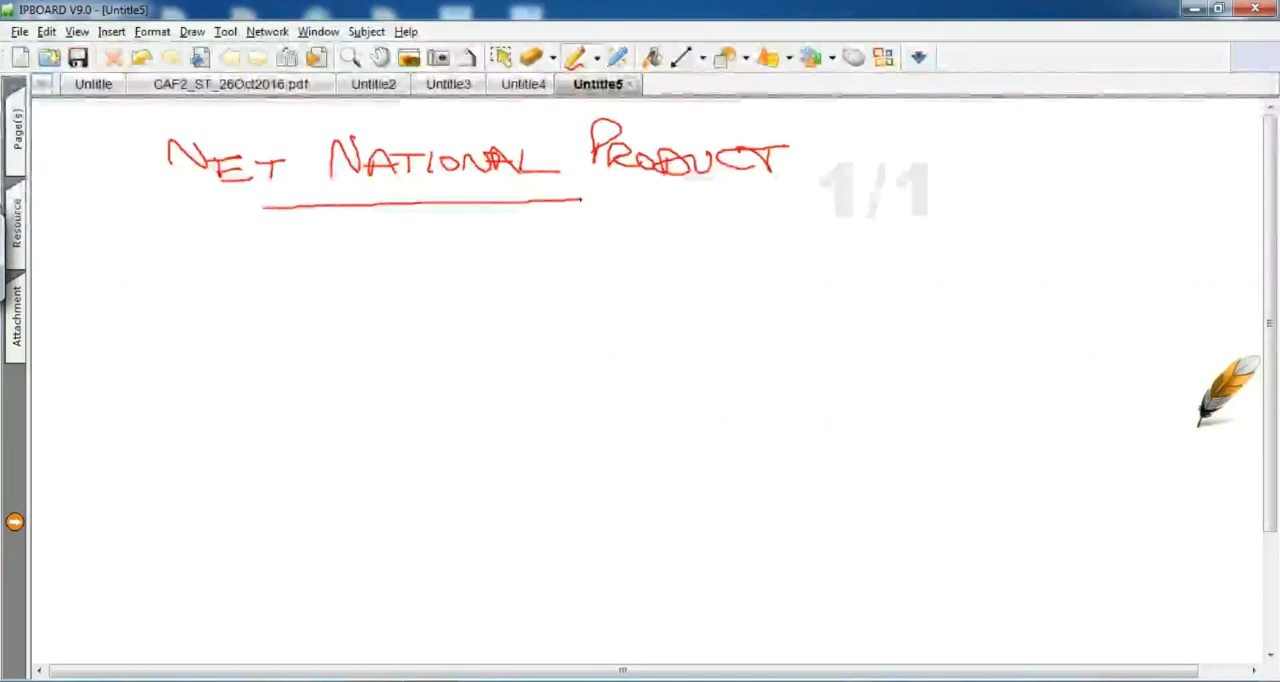 IPBOARD V9.0 - [Untitle5]
File Edit View Insert Format Draw Tool Network Window Subject Help
Untitle CAF2_ST_26Oct2016.pdf Untitle2 Untitle3 Untitle4 Untitle5
Page(s)
Resource
Attachment
NET NATIONAL PRODUCT
1/1